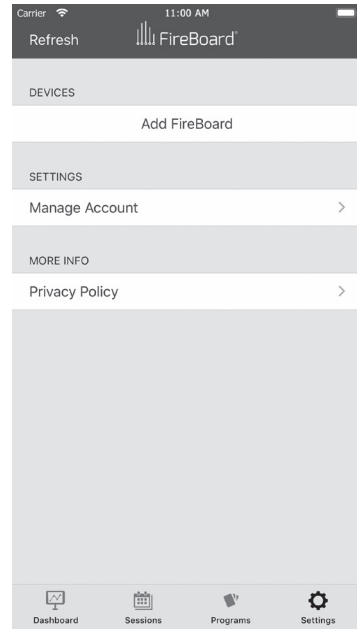 Carrier 11:00 AM
Refresh FireBoard®
DEVICES
Add FireBoard
SETTINGS
Manage Account
MORE INFO
Privacy Policy
Dashboard Sessions Programs Settings